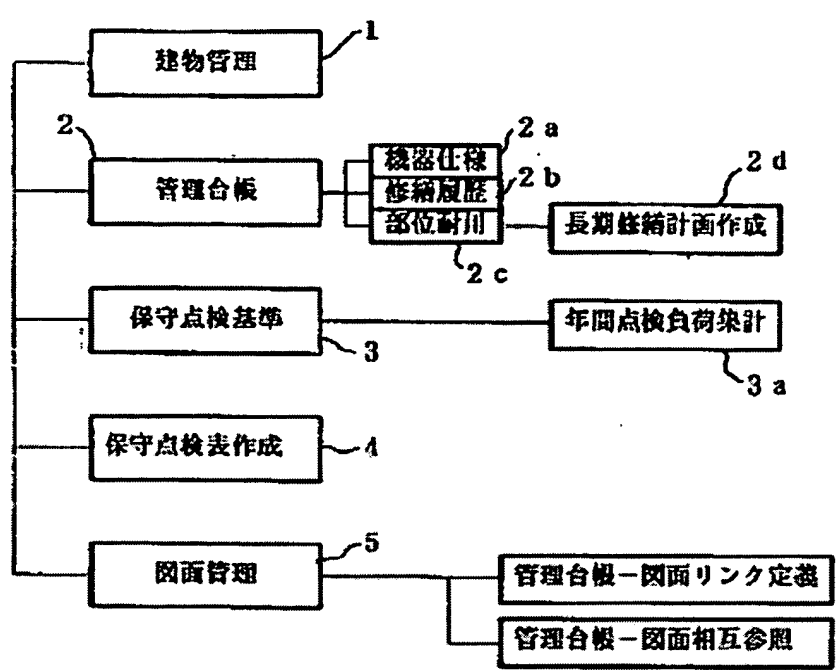 1
建物管理
2
管理台帳
機器仕様
2a
修繕履歴
2b
部位耐用
2c
長期修繕計画作成
2d
保守点検基準
3
年間点検負荷集計
3a
保守点検表作成
4
図面管理
5
管理台帳−図面リンク定義
管理台帳−図面相互参照